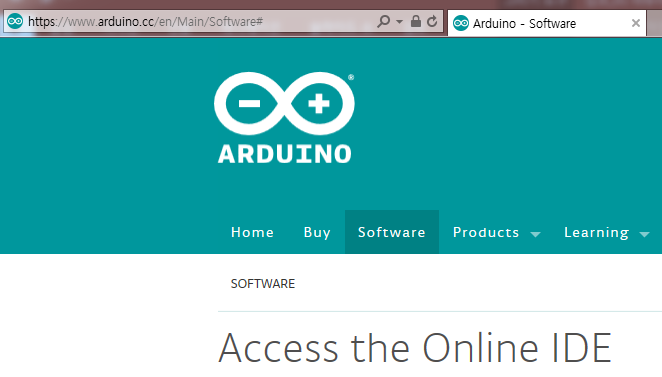 https://www.arduino.cc/en/Main/Software#
Arduino - Software
ARDUINO
Home Buy Software Products Learning
SOFTWARE
Access the Online IDE